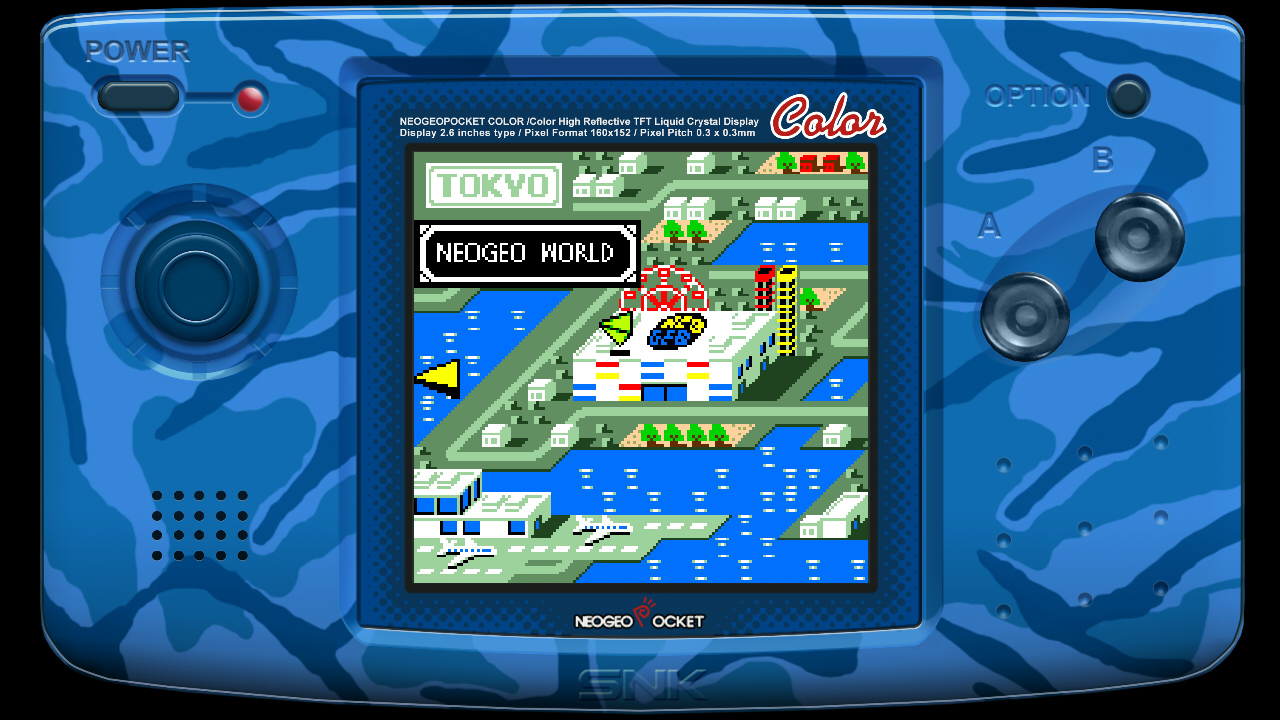 POWER
OPTION
B
A
NEOGEOPOCKET COLOR /Color High Reflective TFT Liquid Crystal Display
Display 2.6 inches type / Pixel Format 160x152 / Pixel Pitch 0.3 x 0.3mm
Color
TOKYO
NEOGEO WORLD
NEOGEO POCKET
SNK